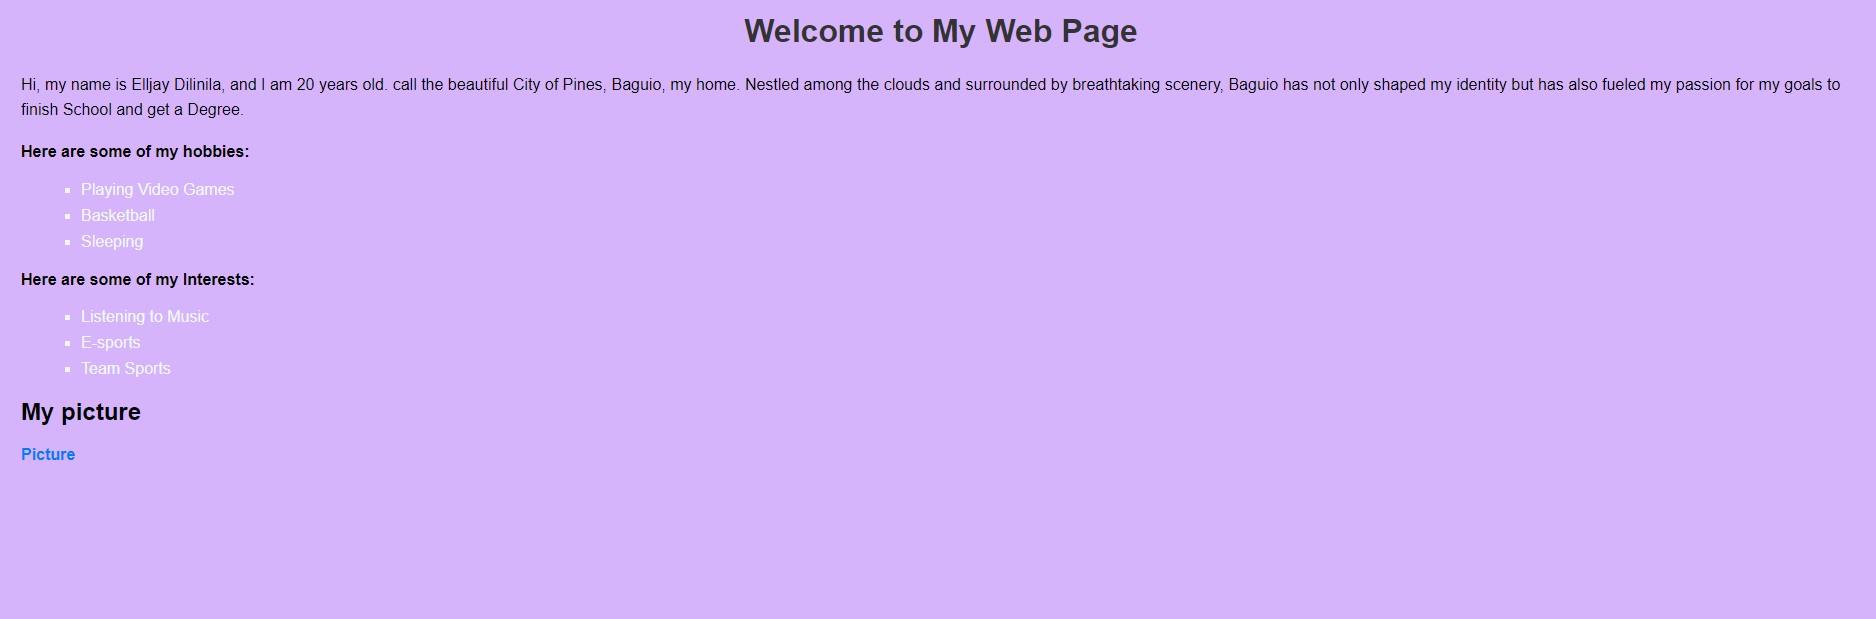 Welcome to My Web Page
Hi, my name is Elljay Dilinila, and I am 20 years old. call the beautiful City of Pines, Baguio, my home. Nestled among the clouds and surrounded by breathtaking scenery, Baguio has not only shaped my identity but has also fueled my passion for my goals to
finish School and get a Degree.
Here are some of my hobbies:
Playing Video Games
Basketball
Sleeping
Here are some of my Interests:
Listening to Music
E-sports
Team Sports
My picture
Picture